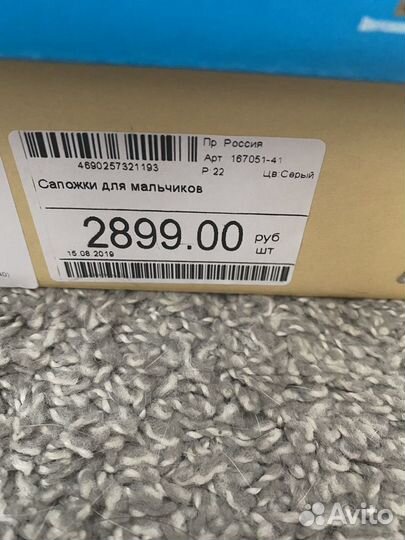 Пр Россия
4690257321193
Арт 167051-41
Р 22 Цв Серый
Сапожки для мальчиков
2899.00 руб
шт
15.08.2019
Avito